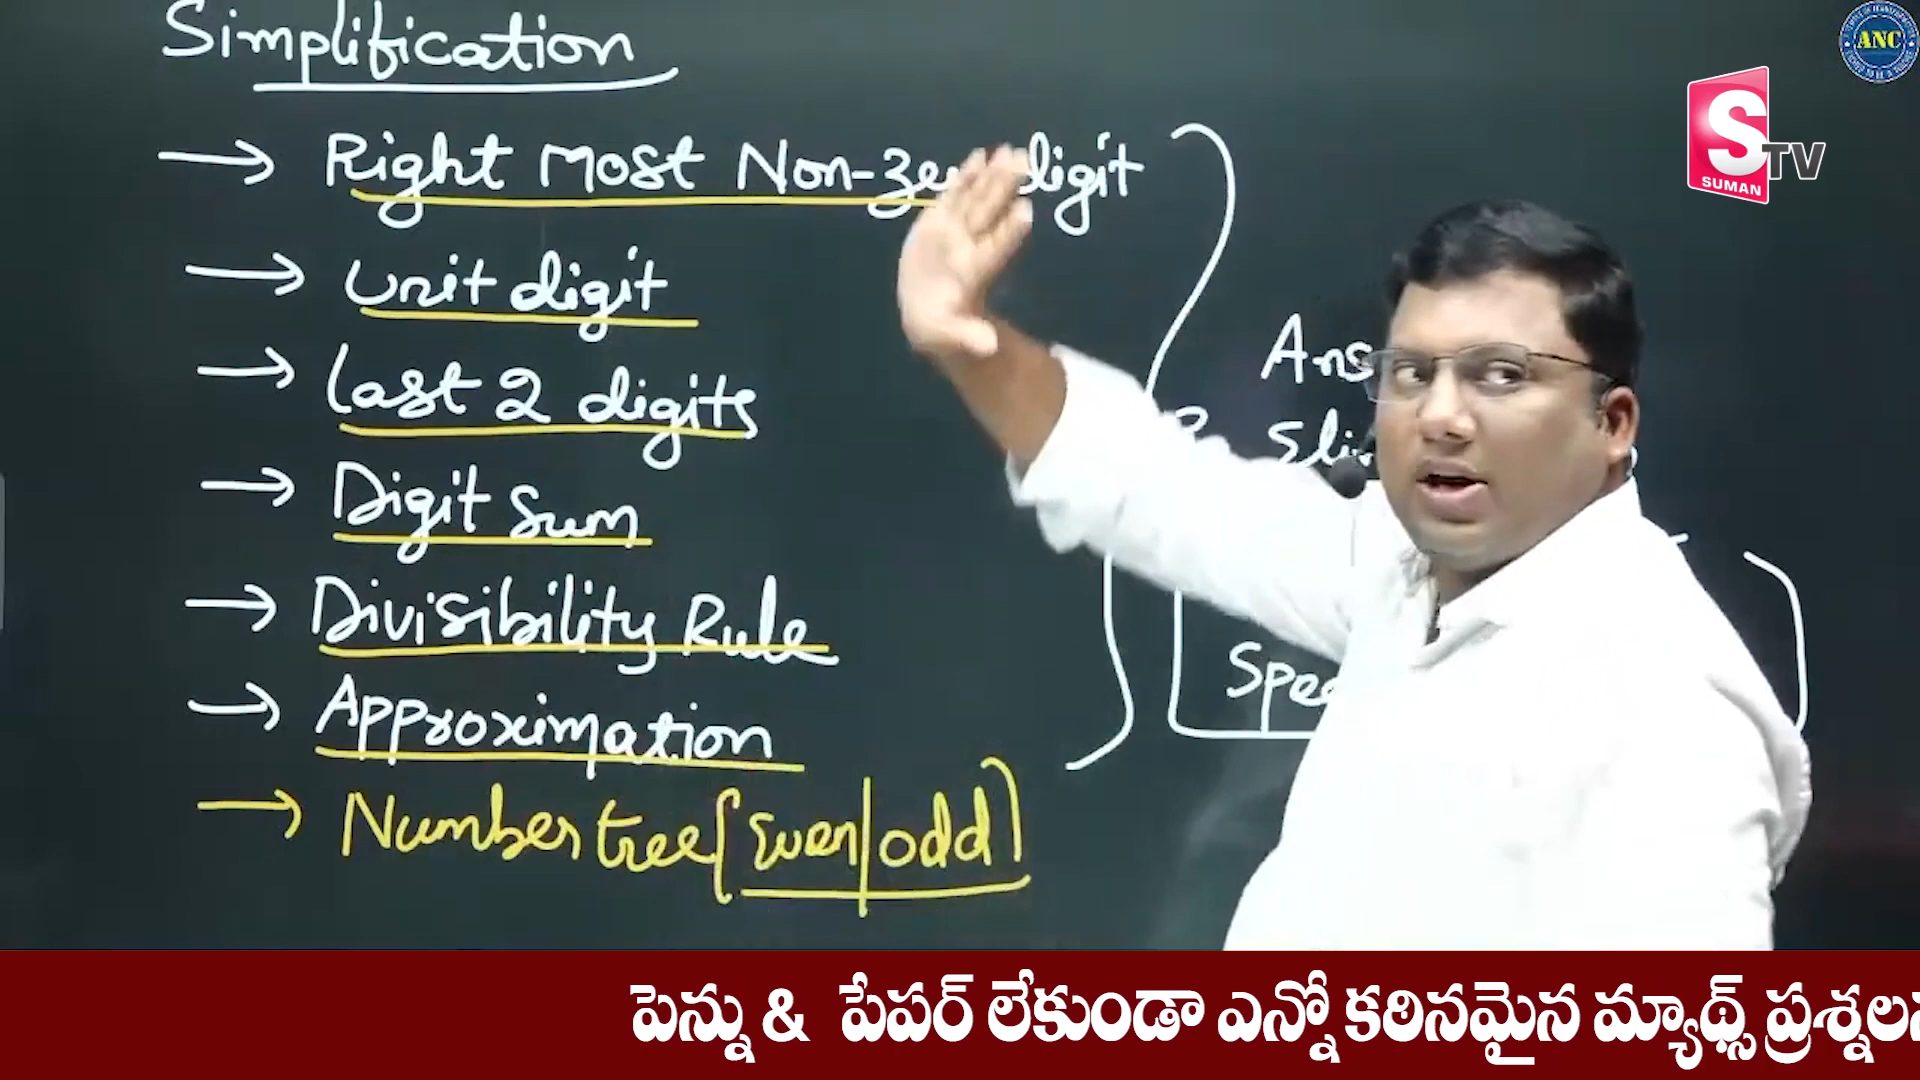 Simplification
→ Right Most Non-ze digit
→ unit digit
→ last 2 digits
→ Digit Sum
→ Divisibility Rule
→ Approximation
→ Number tree [even|odd]
Ans
Spee
ANC
S
TV
SUMAN
పెన్ను & పేపర్ లేకుండా ఎన్నో కఠినమైన మ్యాథ్స్ ప్రశ్నల